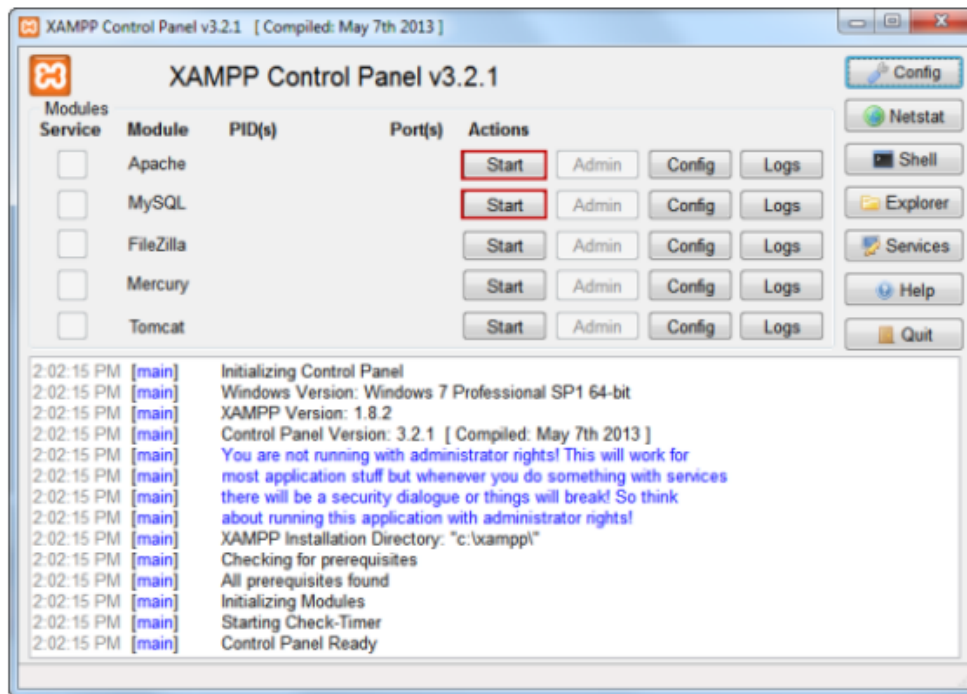 XAMPP Control Panel v3.2.1 [ Compiled: May 7th 2013 ]
XAMPP Control Panel v3.2.1
Config
Netstat
Shell
Explorer
Services
Help
Quit
Modules
Service Module PID(s) Port(s) Actions
Apache Start Admin Config Logs
MySQL Start Admin Config Logs
FileZilla Start Admin Config Logs
Mercury Start Admin Config Logs
Tomcat Start Admin Config Logs
2:02:15 PM [main] Initializing Control Panel
2:02:15 PM [main] Windows Version: Windows 7 Professional SP1 64-bit
2:02:15 PM [main] XAMPP Version: 1.8.2
2:02:15 PM [main] Control Panel Version: 3.2.1 [ Compiled: May 7th 2013 ]
2:02:15 PM [main] You are not running with administrator rights! This will work for
2:02:15 PM [main] most application stuff but whenever you do something with services
2:02:15 PM [main] there will be a security dialogue or things will break! So think
2:02:15 PM [main] about running this application with administrator rights!
2:02:15 PM [main] XAMPP Installation Directory: "c:\xampp\"
2:02:15 PM [main] Checking for prerequisites
2:02:15 PM [main] All prerequisites found
2:02:15 PM [main] Initializing Modules
2:02:15 PM [main] Starting Check-Timer
2:02:15 PM [main] Control Panel Ready